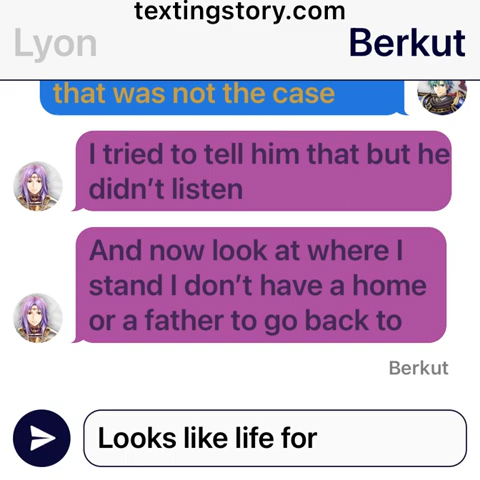 textingstory.com
Lyon
Berkut
that was not the case
I tried to tell him that but he
didn't listen
And now look at where I
stand I don't have a home
or a father to go back to
Berkut
Looks like life for